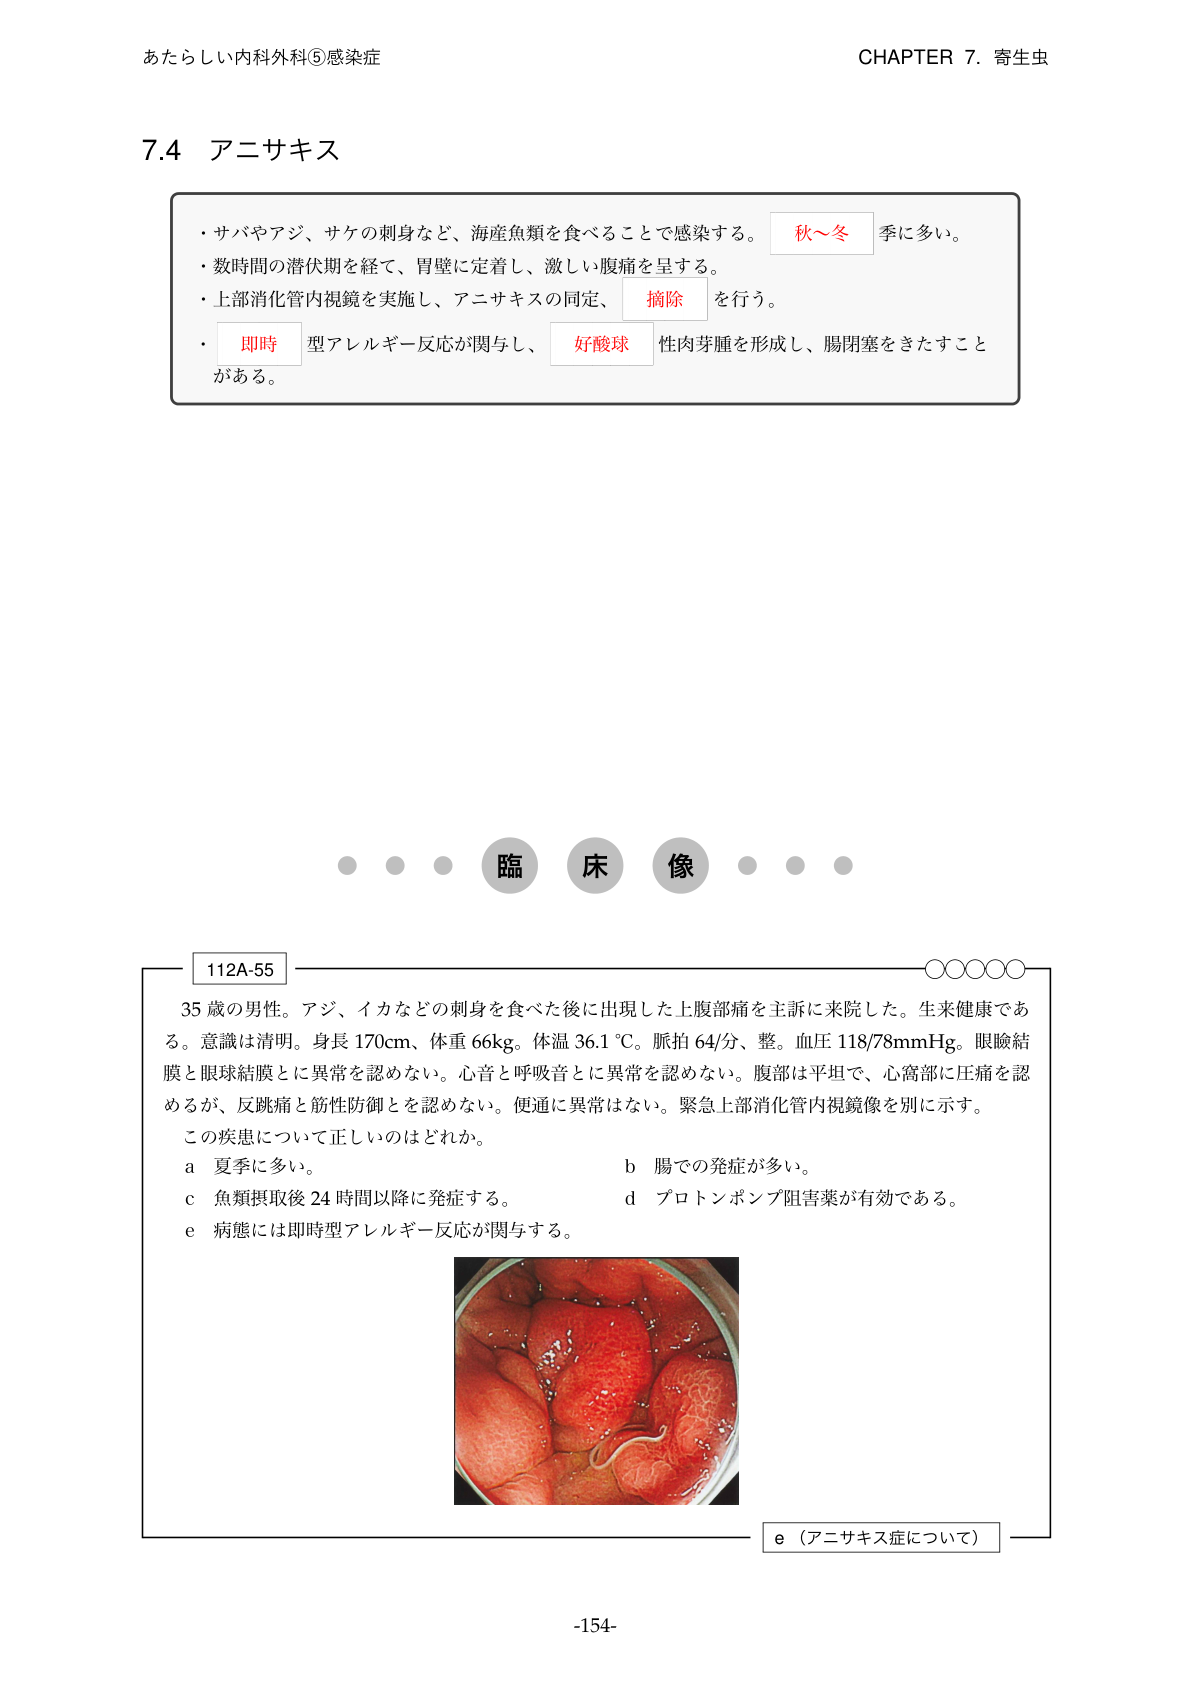 あたらしい内科外科⑤感染症
CHAPTER 7. 寄生虫
7.4 アニサキス
・サバやアジ、サケの刺身など、海産魚類を食べることで感染する。 秋〜冬 季に多い。
・数時間の潜伏期を経て、胃壁に定着し、激しい腹痛を呈する。
・上部消化管内視鏡を実施し、アニサキスの同定、 摘除 を行う。
・ 即時 型アレルギー反応が関与し、 好酸球 性肉芽腫を形成し、腸閉塞をきたすこと
がある。
臨 床 像
112A-55
35 歳の男性。アジ、イカなどの刺身を食べた後に出現した上腹部痛を主訴に来院した。生来健康であ
る。意識は清明。身長 170cm、体重 66kg。体温 36.1 ℃。脈拍 64/分、整。血圧 118/78mmHg。眼瞼結
膜と眼球結膜とに異常を認めない。心音と呼吸音とに異常を認めない。腹部は平坦で、心窩部に圧痛を認
めるが、反跳痛と筋性防御とを認めない。便通に異常はない。緊急上部消化管内視鏡像を別に示す。
この疾患について正しいのはどれか。
a 夏季に多い。 b 腸での発症が多い。
c 魚類摂取後 24 時間以降に発症する。 d プロトンポンプ阻害薬が有効である。
e 病態には即時型アレルギー反応が関与する。
e （アニサキス症について）
-154-